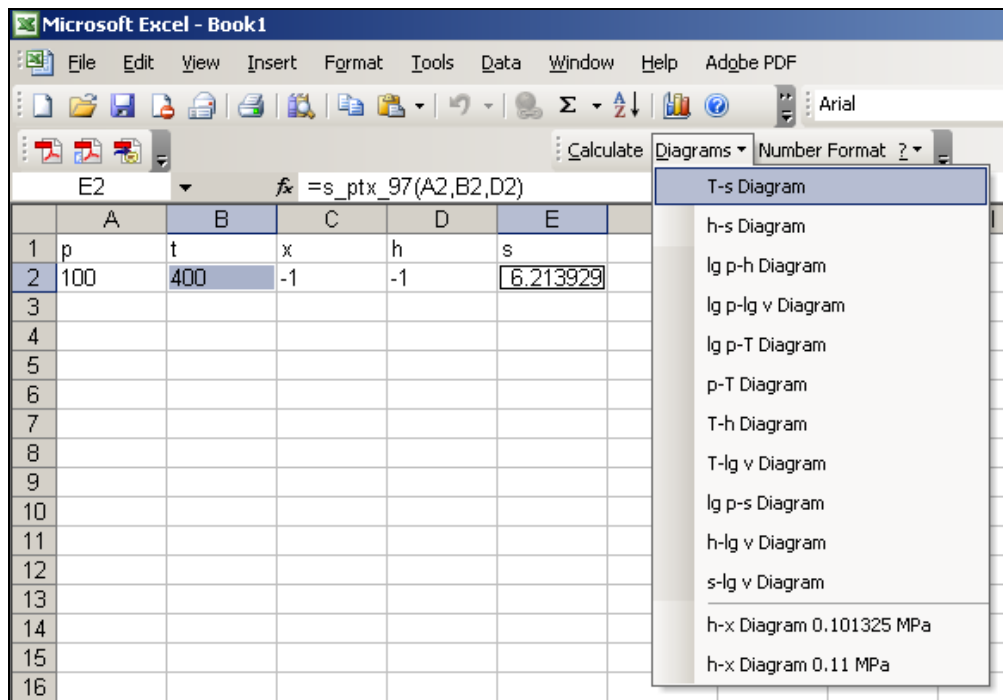 Microsoft Excel - Book1
File Edit View Insert Format Tools Data Window Help Adobe PDF
Σ A Z Arial
Calculate Diagrams Number Format ?
E2 fx =s_ptx_97(A2,B2,D2)
A B C D E
1 p t x h s
2 100 400 -1 -1 6.213929
3
4
5
6
7
8
9
10
11
12
13
14
15
16
T-s Diagram
h-s Diagram
lg p-h Diagram
lg p-lg v Diagram
lg p-T Diagram
p-T Diagram
T-h Diagram
T-lg v Diagram
lg p-s Diagram
h-lg v Diagram
s-lg v Diagram
h-x Diagram 0.101325 MPa
h-x Diagram 0.11 MPa